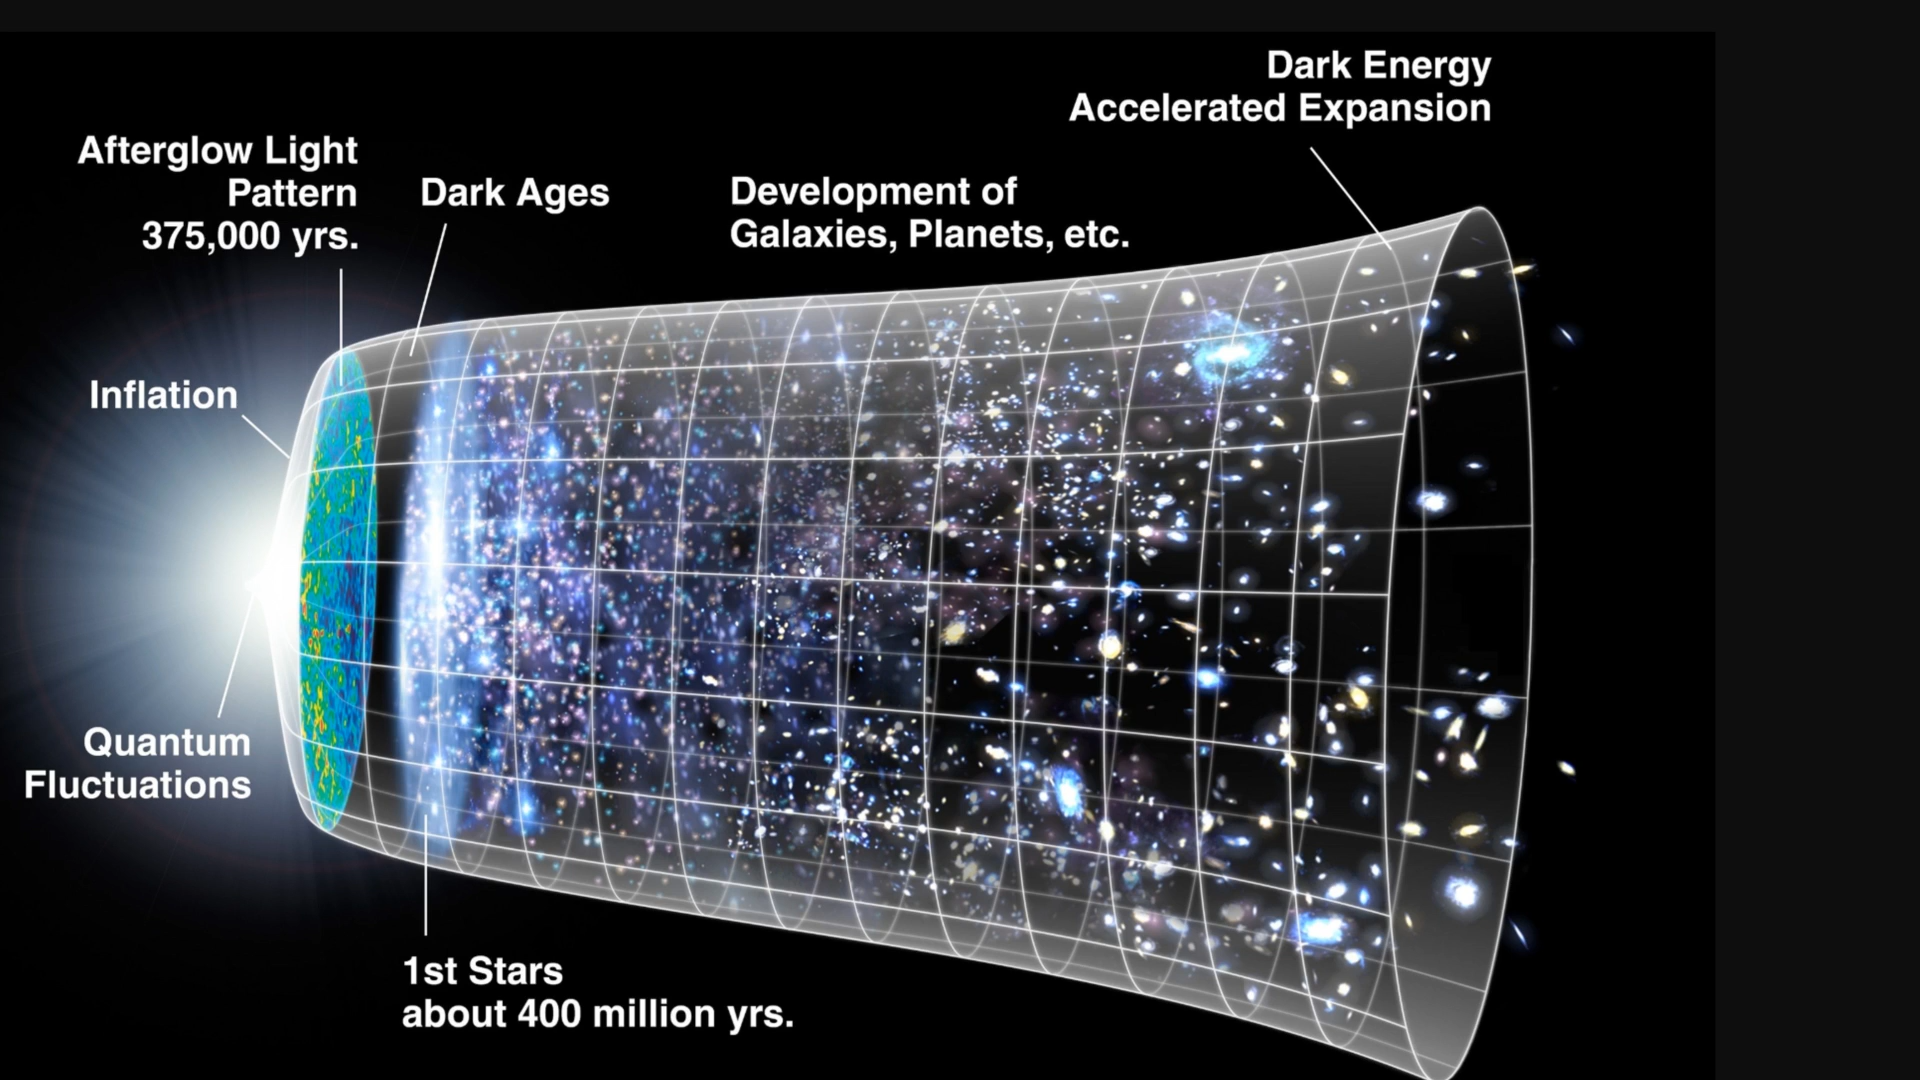 Dark Energy
Accelerated Expansion
Afterglow Light
Pattern
375,000 yrs.
Dark Ages
Development of
Galaxies, Planets, etc.
Inflation
Quantum
Fluctuations
1st Stars
about 400 million yrs.